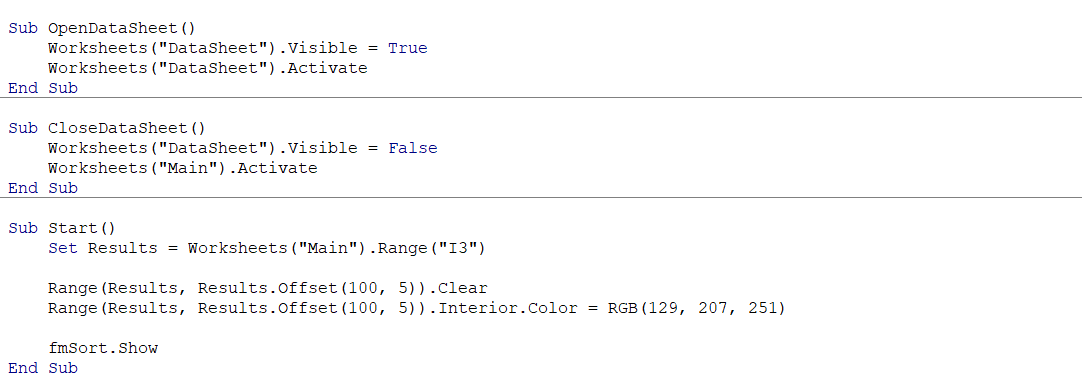 Sub OpenDataSheet()
    Worksheets("DataSheet").Visible = True
    Worksheets("DataSheet").Activate
End Sub

Sub CloseDataSheet()
    Worksheets("DataSheet").Visible = False
    Worksheets("Main").Activate
End Sub

Sub Start()
    Set Results = Worksheets("Main").Range("I3")

    Range(Results, Results.Offset(100, 5)).Clear
    Range(Results, Results.Offset(100, 5)).Interior.Color = RGB(129, 207, 251)

    fmSort.Show
End Sub